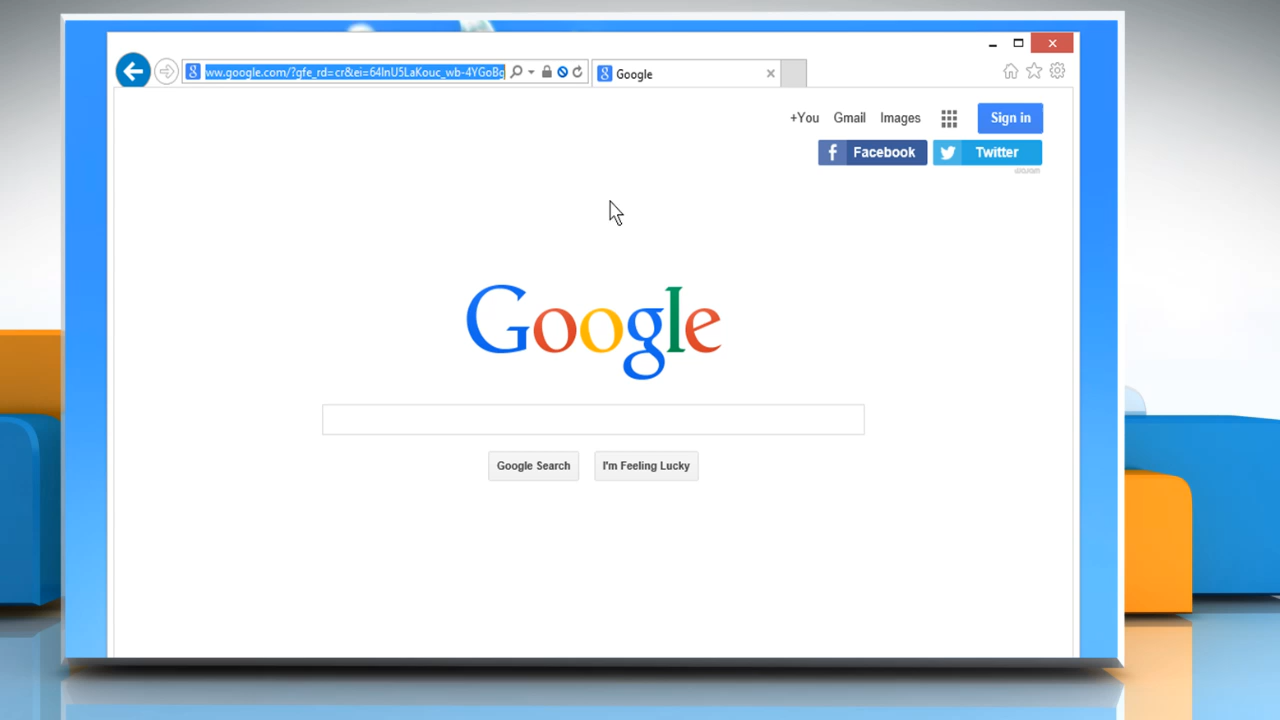 ww.google.com/?gfe_rd=cr&ei=64InU5LaKouc_wb-4YGoBg
Google
+You Gmail Images Sign in
Facebook Twitter
Google
Google Search I'm Feeling Lucky